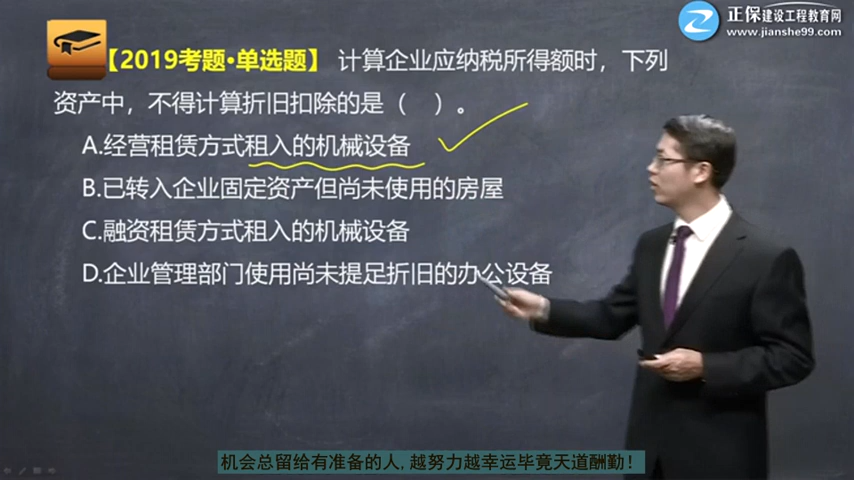 正保建设工程教育网
www.jianshe99.com
【2019考题·单选题】 计算企业应纳税所得额时，下列
资产中，不得计算折旧扣除的是（ ）。
A.经营租赁方式租入的机械设备
B.已转入企业固定资产但尚未使用的房屋
C.融资租赁方式租入的机械设备
D.企业管理部门使用尚未提足折旧的办公设备
机会总留给有准备的人,越努力越幸运毕竟天道酬勤！